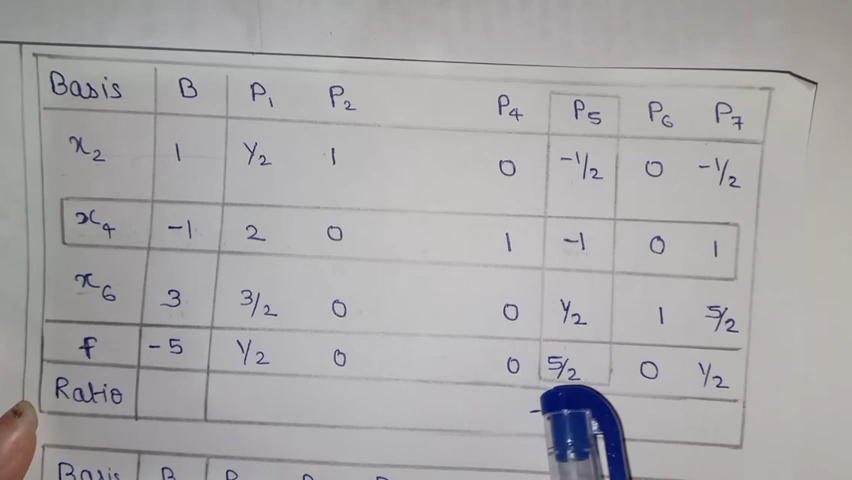 Basis B P1 P2 P4 P5 P6 P7
x2 1 1/2 1 0 -1/2 0 -1/2
x4 -1 2 0 1 -1 0 1
x6 3 3/2 0 0 1/2 1 5/2
f -5 1/2 0 0 5/2 0 1/2
Ratio -
Basis B